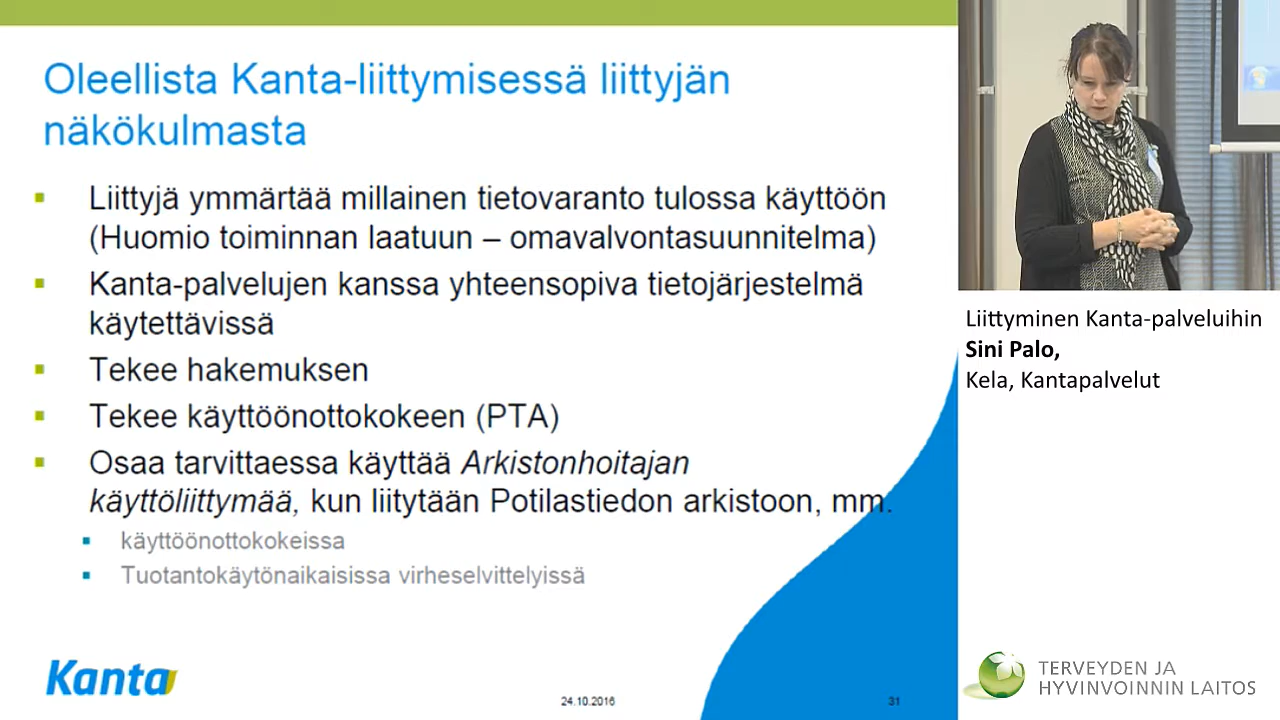 Oleellista Kanta-liittymisessä liittyjän
näkökulmasta
Liittyjä ymmärtää millainen tietovaranto tulossa käyttöön
(Huomio toiminnan laatuun – omavalvontasuunnitelma)
Kanta-palvelujen kanssa yhteensopiva tietojärjestelmä
käytettävissä
Tekee hakemuksen
Tekee käyttöönottokokeen (PTA)
Osaa tarvittaessa käyttää Arkistonhoitajan
käyttöliittymää, kun liitytään Potilastiedon arkistoon, mm.
käyttöönottokokeissa
Tuotantokäytönaikaisissa virheselvittelyissä
Kanta
24.10.2016
31
Liittyminen Kanta-palveluihin
Sini Palo,
Kela, Kantapalvelut
TERVEYDEN JA
HYVINVOINNIN LAITOS